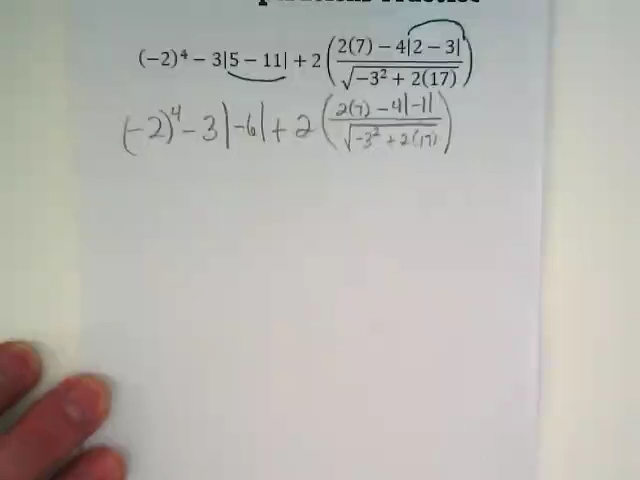 (−2)⁴ − 3|5 − 11| + 2 ( (2(7) − 4|2 − 3|) / √(−3² + 2(17)) )
(-2)⁴ - 3|-6| + 2 ( (2(7) - 4|-1|) / √(-3² + 2(17)) )